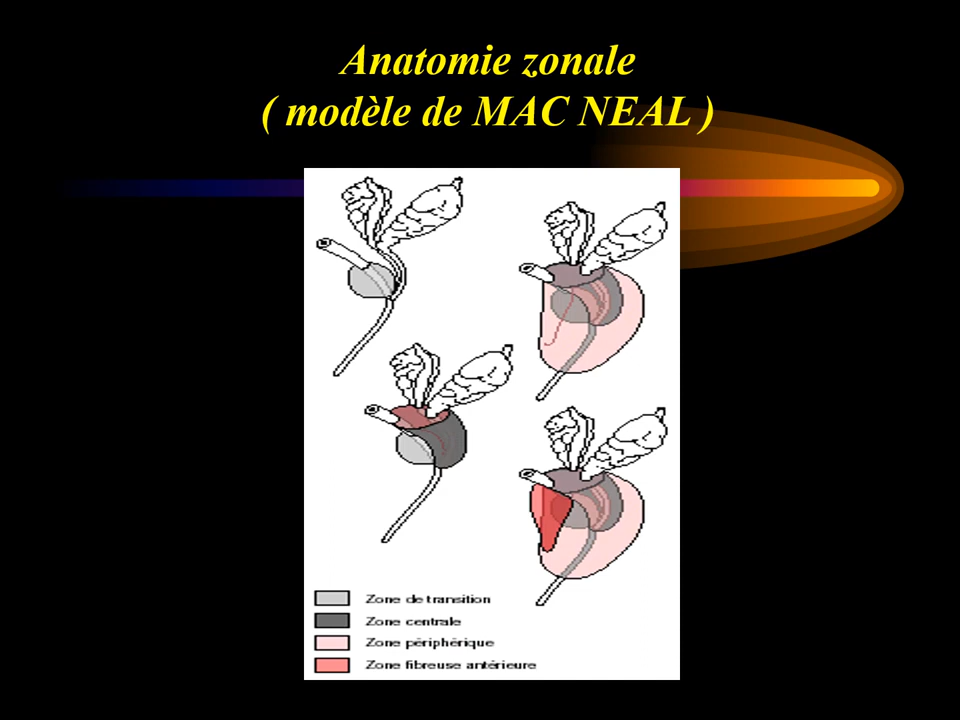 Anatomie zonale
( modèle de MAC NEAL )
Zone de transition
Zone centrale
Zone périphérique
Zone fibreuse antérieure